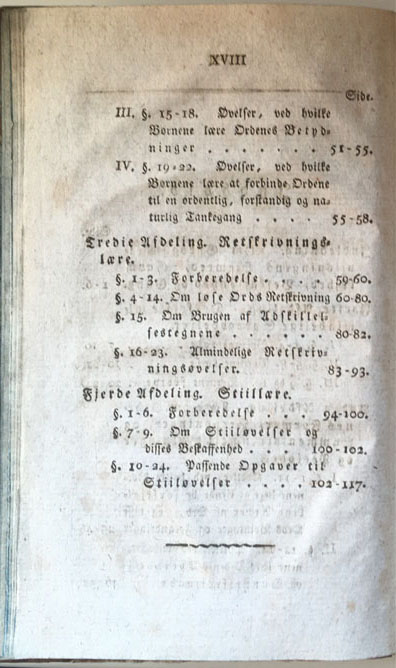 XVIII
Side.
III. §. 15-18. Øvelser, ved hvilke
Børnene lære Ordenes Betyd-
ninger . . . . . . . 51-55.
IV. §. 19-22. Øvelser, ved hvilke
Børnene lære at forbinde Ordene
til en ordentlig, forstandig og na-
turlig Tankegang . . . . 55-58.
Tredie Afdeling. Retskrivnings-
lære.
§. 1-3. Forberedelse . . . . 59-60.
§. 4-14. Om løse Ords Retskrivning 60-80.
§. 15. Om Brugen af Adskillel-
sestegnene . . . . . . 80-82.
§. 16-23. Almindelige Retskriv-
ningsøvelser. 83-93.
Fjerde Afdeling. Stiillære.
§. 1-6. Forberedelse . . . 94-100.
§. 7-9. Om Stiiløvelser og
disses Beskaffenhed . . . 100-102.
§. 10-24. Passende Opgaver til
Stiiløvelser . . . . 102-117.